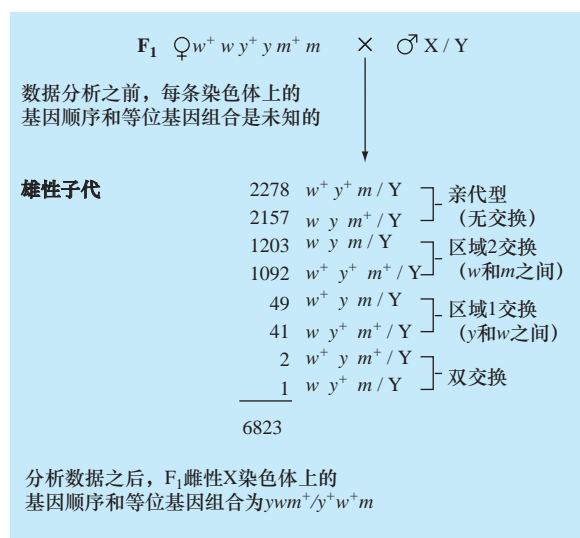 F₁ ♀ w⁺ w y⁺ y m⁺ m × ♂ X / Y
数据分析之前，每条染色体上的
基因顺序和等位基因组合是未知的
雄性子代
2278 w⁺ y⁺ m / Y
亲代型
2157 w y m⁺ / Y
（无交换）
1203 w y m / Y
区域2交换
1092 w⁺ y⁺ m⁺ / Y
（w和m之间）
49 w⁺ y m / Y
区域1交换
41 w y⁺ m⁺ / Y
（y和w之间）
2 w⁺ y m⁺ / Y
双交换
1 w y⁺ m / Y
6823
分析数据之后，F₁雌性X染色体上的
基因顺序和等位基因组合为ywm⁺/y⁺w⁺m